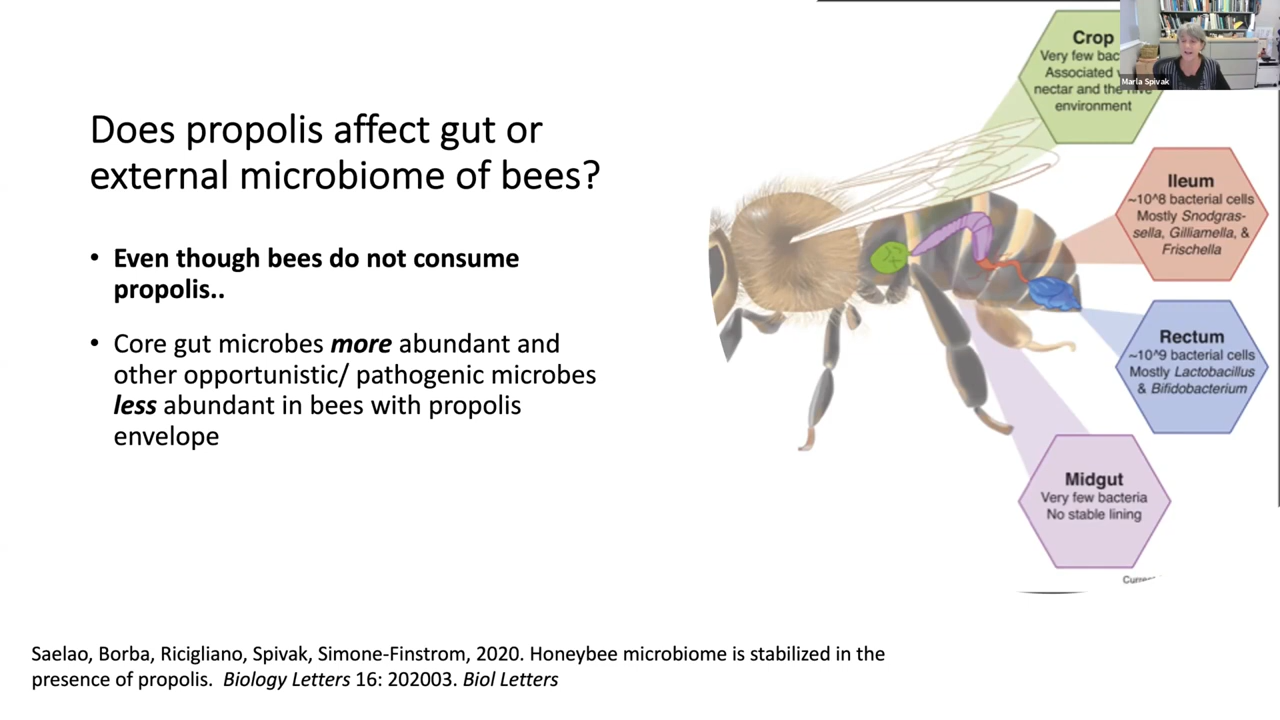 Does propolis affect gut or
external microbiome of bees?
• Even though bees do not consume
propolis..
• Core gut microbes more abundant and
other opportunistic/ pathogenic microbes
less abundant in bees with propolis
envelope
Crop
Very few
Associated
nectar and the
environment
Marla Spivak
Ileum
~10^8 bacterial cells
Mostly Snodgras-
sella, Gilliamella, &
Frischella
Rectum
~10^9 bacterial cells
Mostly Lactobacillus
& Bifidobacterium
Midgut
Very few bacteria
No stable lining
Saelao, Borba, Ricigliano, Spivak, Simone-Finstrom, 2020. Honeybee microbiome is stabilized in the
presence of propolis. Biology Letters 16: 202003. Biol Letters